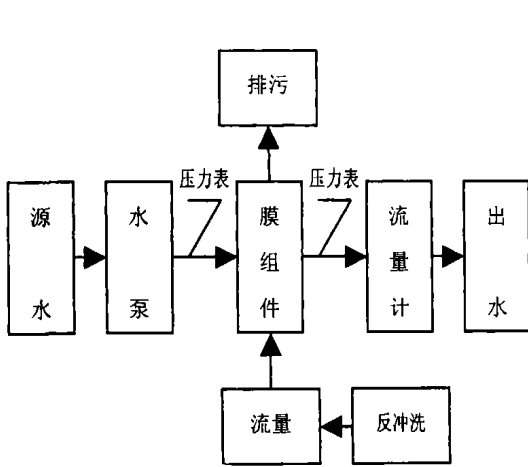 排污
压力表
压力表
源水
水泵
膜组件
流量计
出水
流量
反冲洗